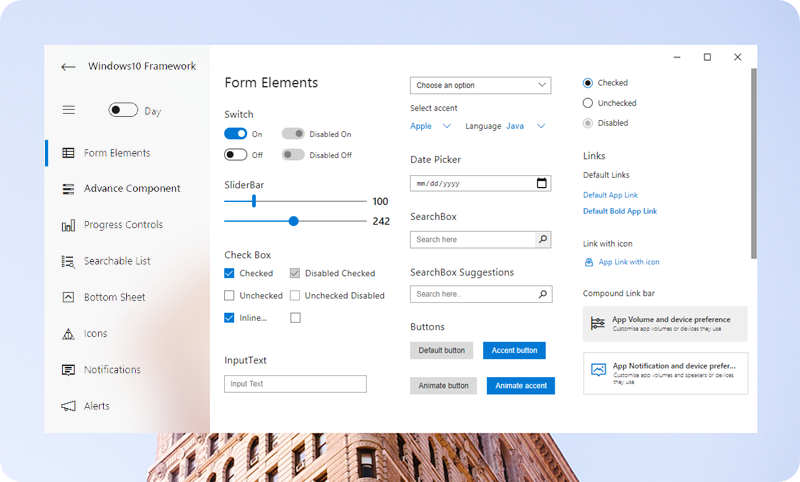 Windows10 Framework
Day
Form Elements
Advance Component
Progress Controls
Searchable List
Bottom Sheet
Icons
Notifications
Alerts
Form Elements
Switch
On
Disabled On
Off
Disabled Off
SliderBar
100
242
Check Box
Checked
Disabled Checked
Unchecked
Unchecked Disabled
Inline...
InputText
Input Text
Choose an option
Select accent
Apple
Language
Java
Date Picker
mm/dd/yyyy
SearchBox
Search here
SearchBox Suggestions
Search here..
Buttons
Default button
Accent button
Animate button
Animate accent
Checked
Unchecked
Disabled
Links
Default Links
Default App Link
Default Bold App Link
Link with icon
App Link with icon
Compound Link bar
App Volume and device preference
Customise app volumes or devices they use
App Notification and device prefer...
Customise app volumes and speakers or devices
they use